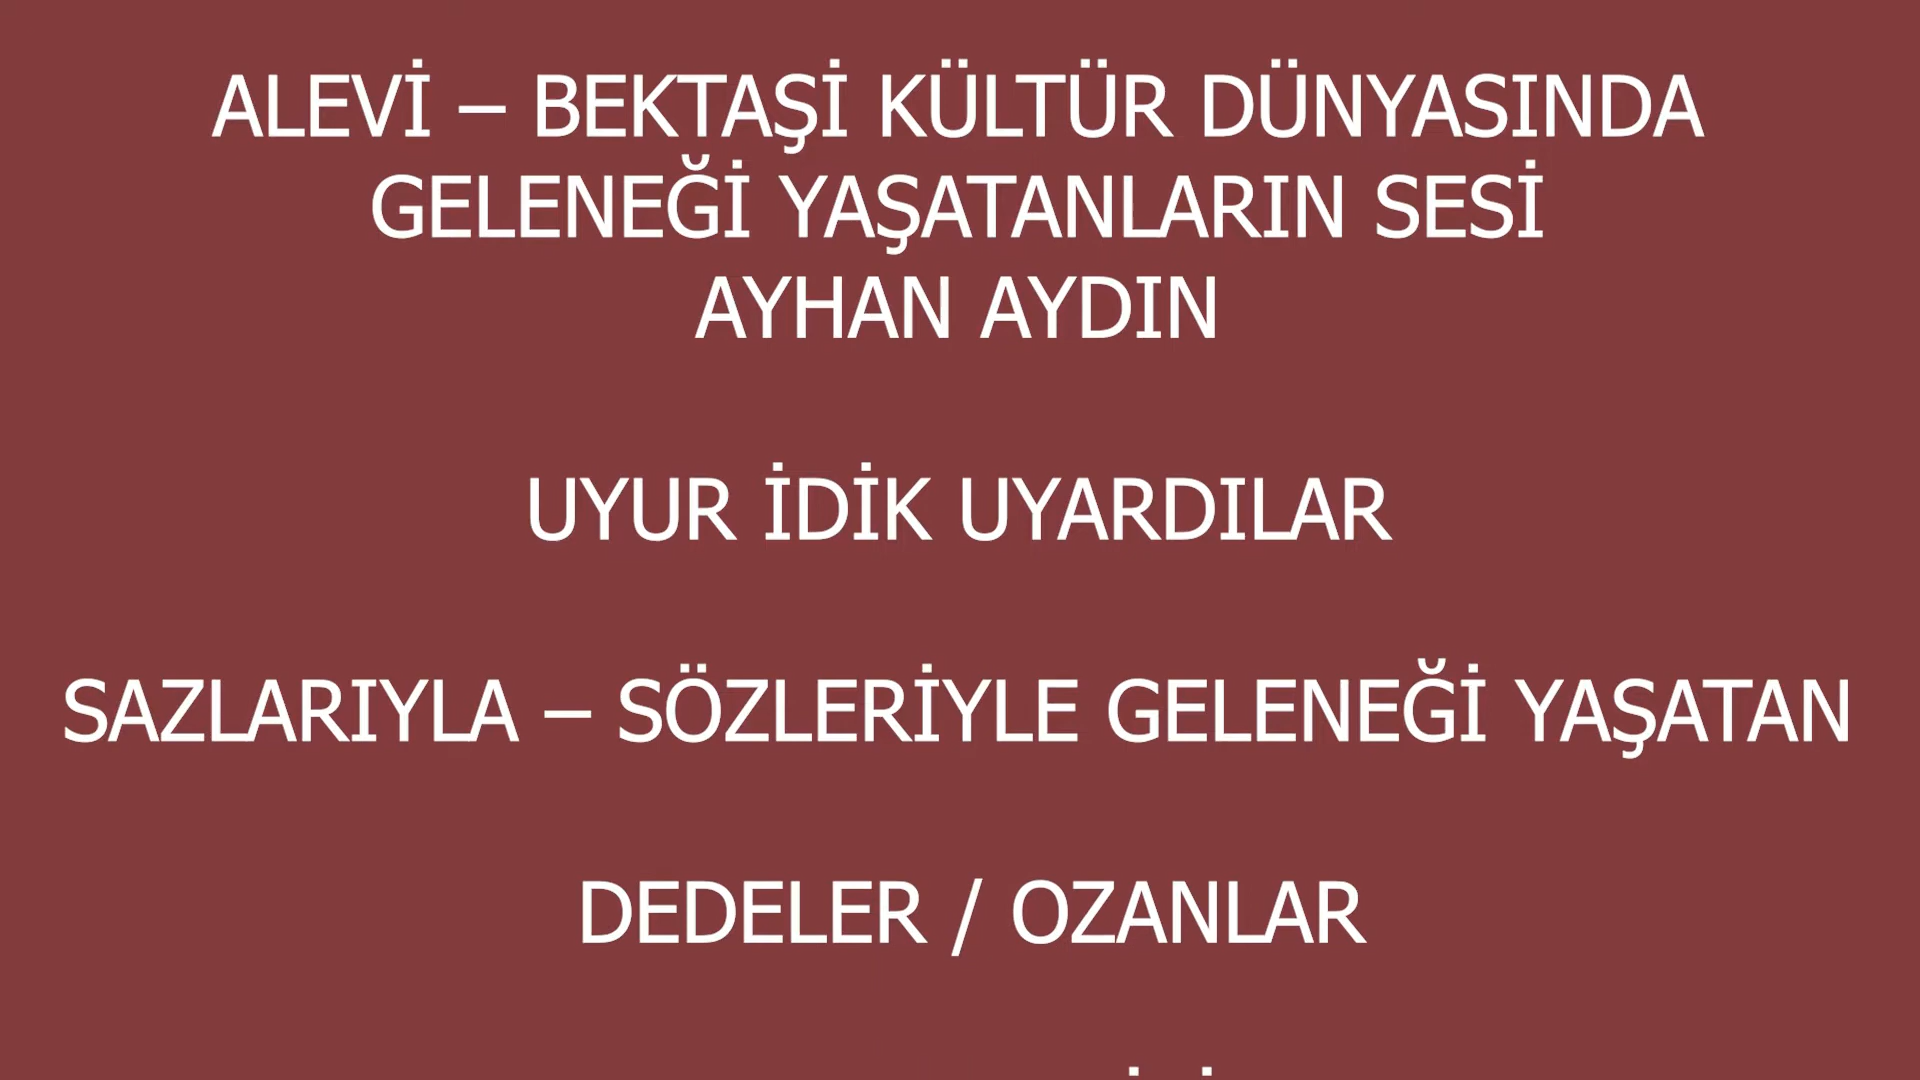 ALEVİ – BEKTAŞİ KÜLTÜR DÜNYASINDA
GELENEĞİ YAŞATANLARIN SESİ
AYHAN AYDIN
UYUR İDİK UYARDILAR
SAZLARIYLA – SÖZLERİYLE GELENEĞİ YAŞATAN
DEDELER / OZANLAR